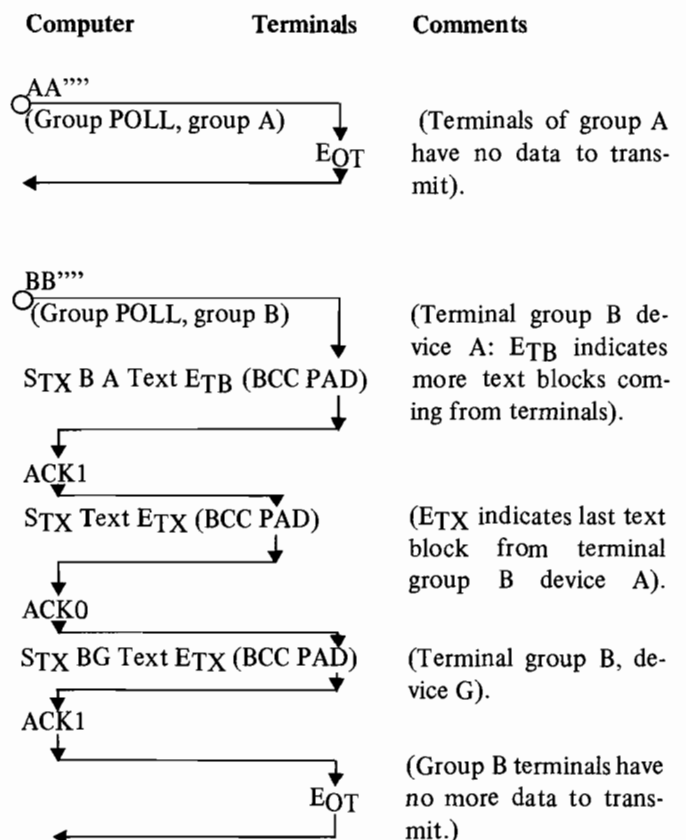 Computer Terminals Comments
AA””
(Group POLL, group A)
EOT
(Terminals of group A
have no data to trans-
mit).
BB””
(Group POLL, group B)
STX B A Text ETB (BCC PAD)
(Terminal group B de-
vice A: ETB indicates
more text blocks com-
ing from terminals).
ACK1
STX Text ETX (BCC PAD)
(ETX indicates last text
block from terminal
group B device A).
ACK0
STX BG Text ETX (BCC PAD)
(Terminal group B, de-
vice G).
ACK1
EOT
(Group B terminals have
no more data to trans-
mit.)